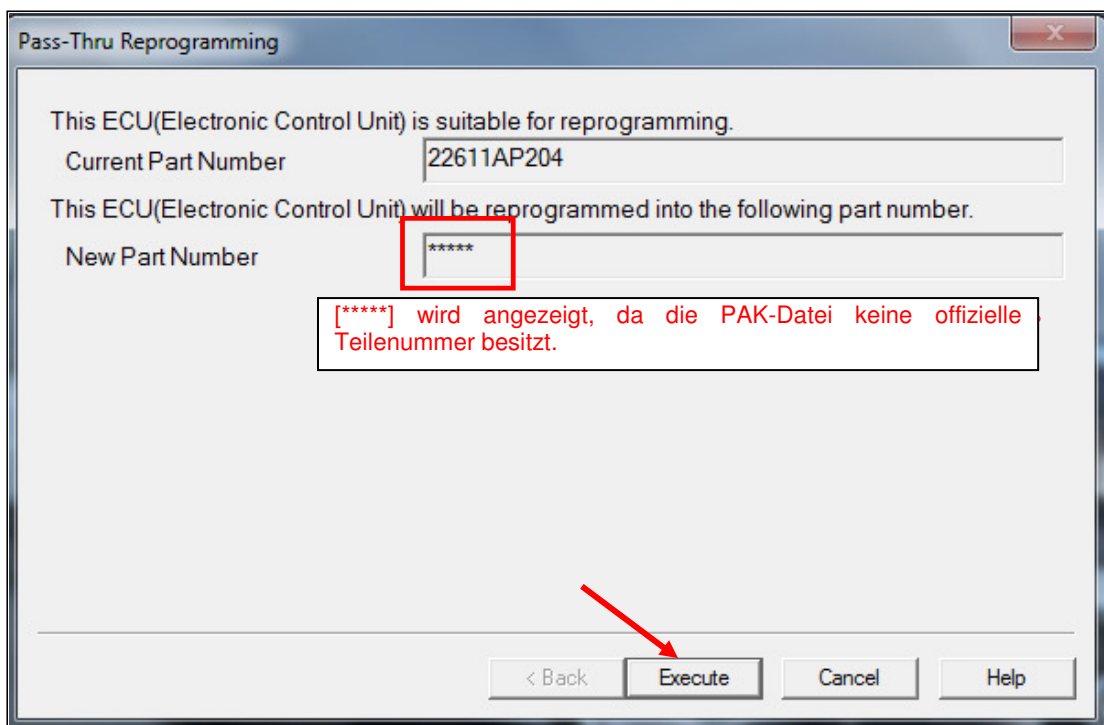 Pass-Thru Reprogramming
This ECU(Electronic Control Unit) is suitable for reprogramming.
Current Part Number 22611AP204
This ECU(Electronic Control Unit) will be reprogrammed into the following part number.
New Part Number *****
[*****] wird angezeigt, da die PAK-Datei keine offizielle
Teilenummer besitzt.
< Back Execute Cancel Help